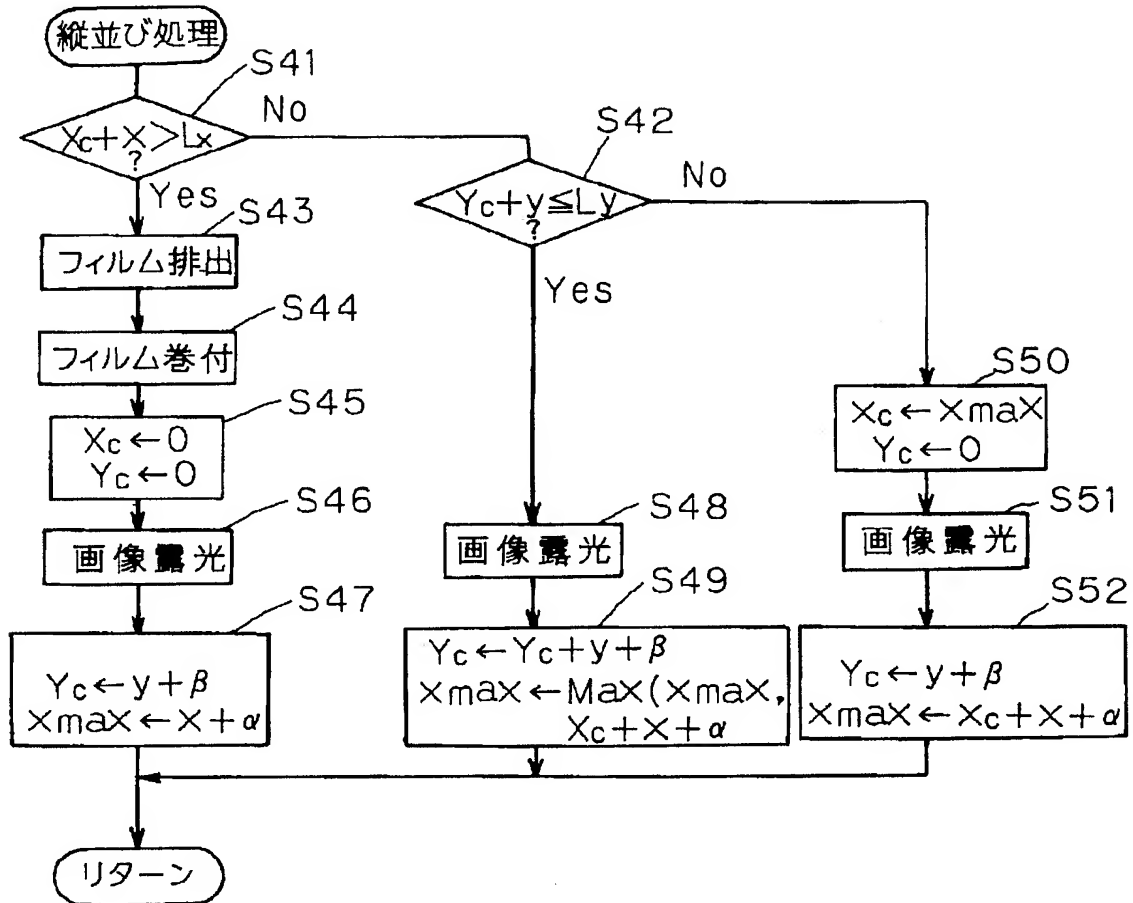 縦並び処理
S41
Xc+x>Lx
?
No
Yes
S42
Yc+y≦Ly
?
No
Yes
S43
フィルム排出
S44
フィルム巻付
S45
Xc←0
Yc←0
S46
画像露光
S47
Yc←y+β
xmax←x+α
S48
画像露光
S49
Yc←Yc+y+β
xmax←Max(xmax,
Xc+x+α
S50
Xc←xmax
Yc←0
S51
画像露光
S52
Yc←y+β
xmax←Xc+x+α
リターン